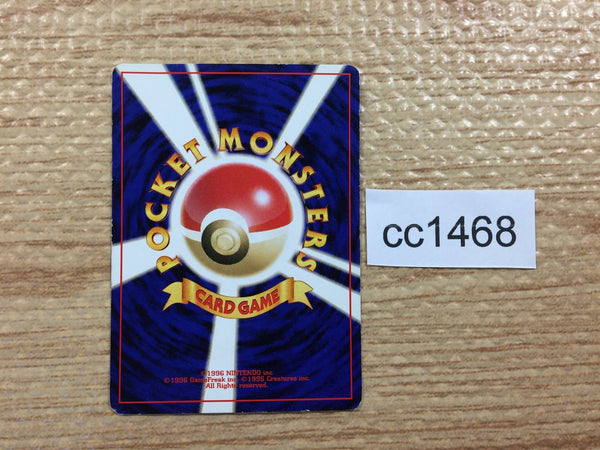 POCKET MONSTERS
CARD GAME
©1996 NINTENDO inc.
©1996 GameFreak inc. ©1996 Creatures inc.
All Rights reserved.
cc1468